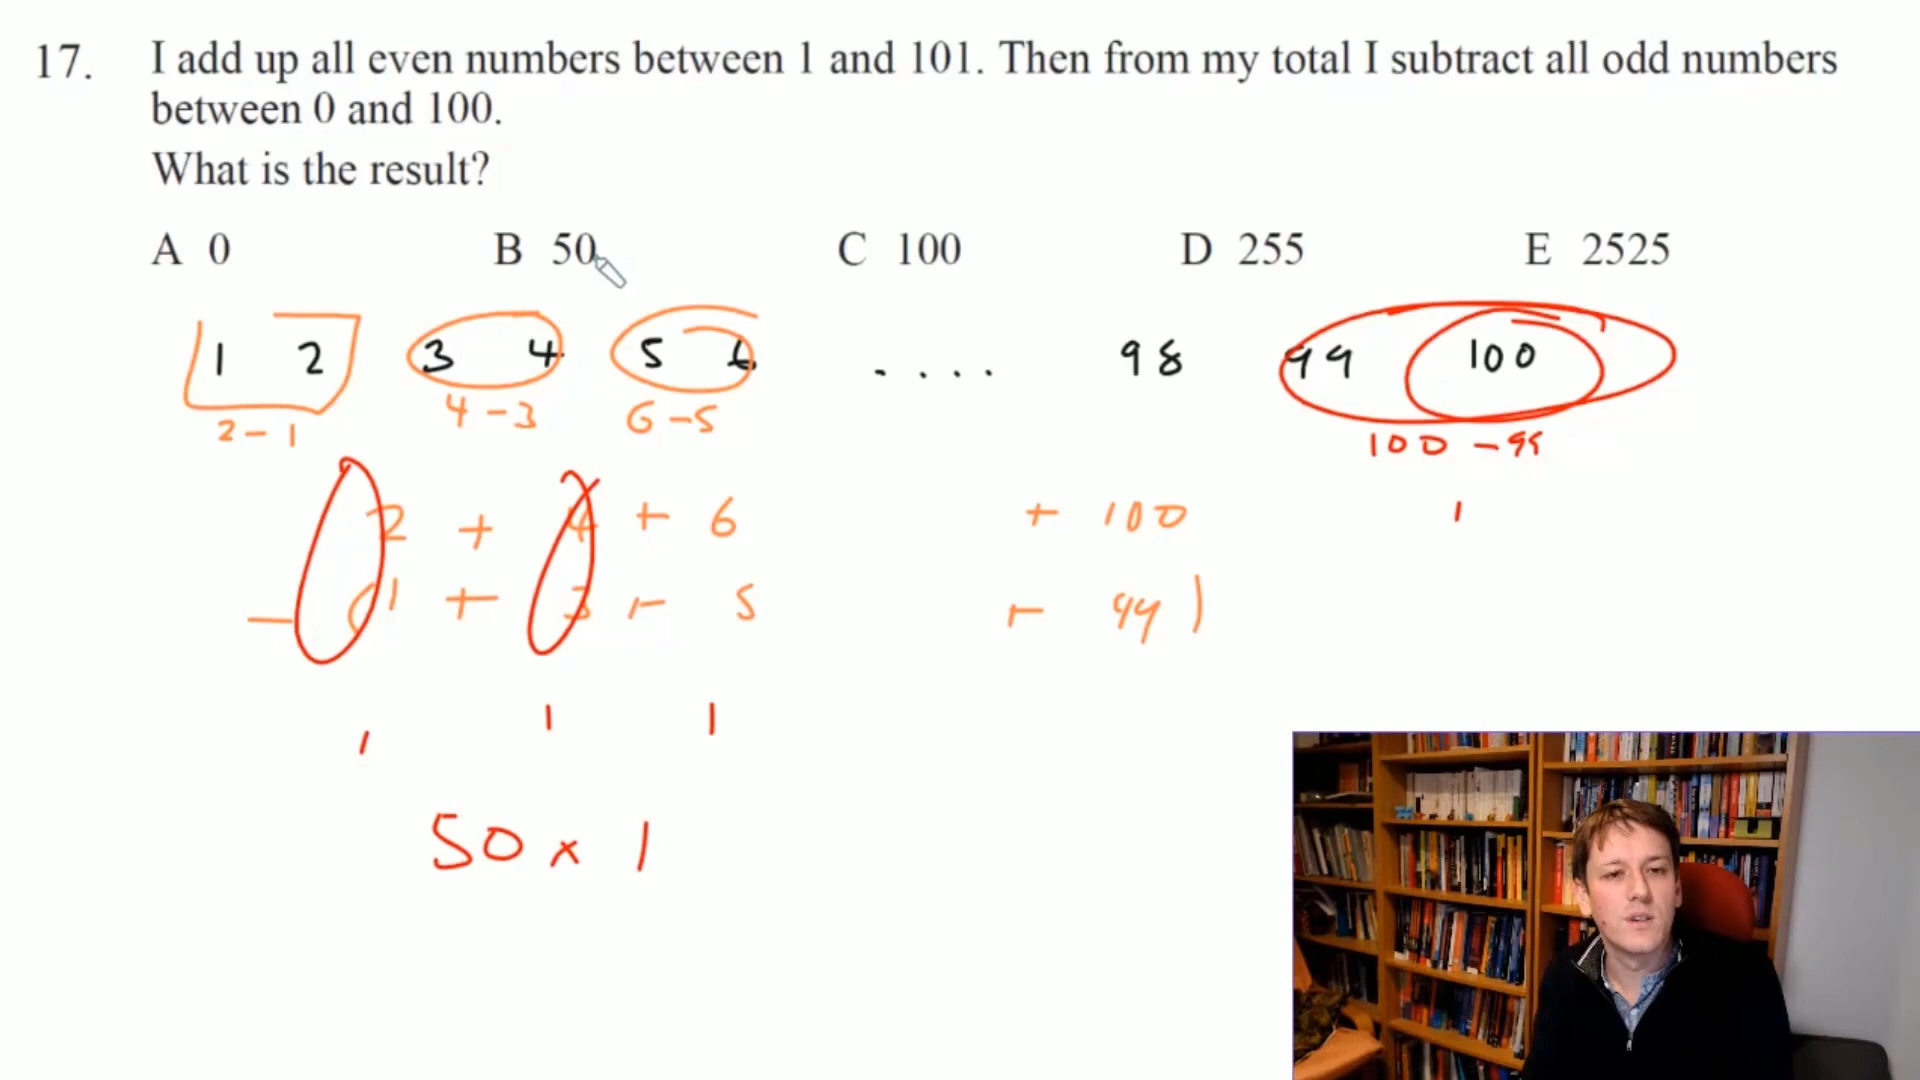 17. I add up all even numbers between 1 and 101. Then from my total I subtract all odd numbers
between 0 and 100.
What is the result?
A 0 B 50 C 100 D 255 E 2525
1 2 3 4 5 6 .... 98 99 100
2 - 1 4 - 3 6 - 5 100 - 99
2 + 4 + 6 + 100 1
- (1 + 3 + 5 + 99)
1 1 1
50 x 1